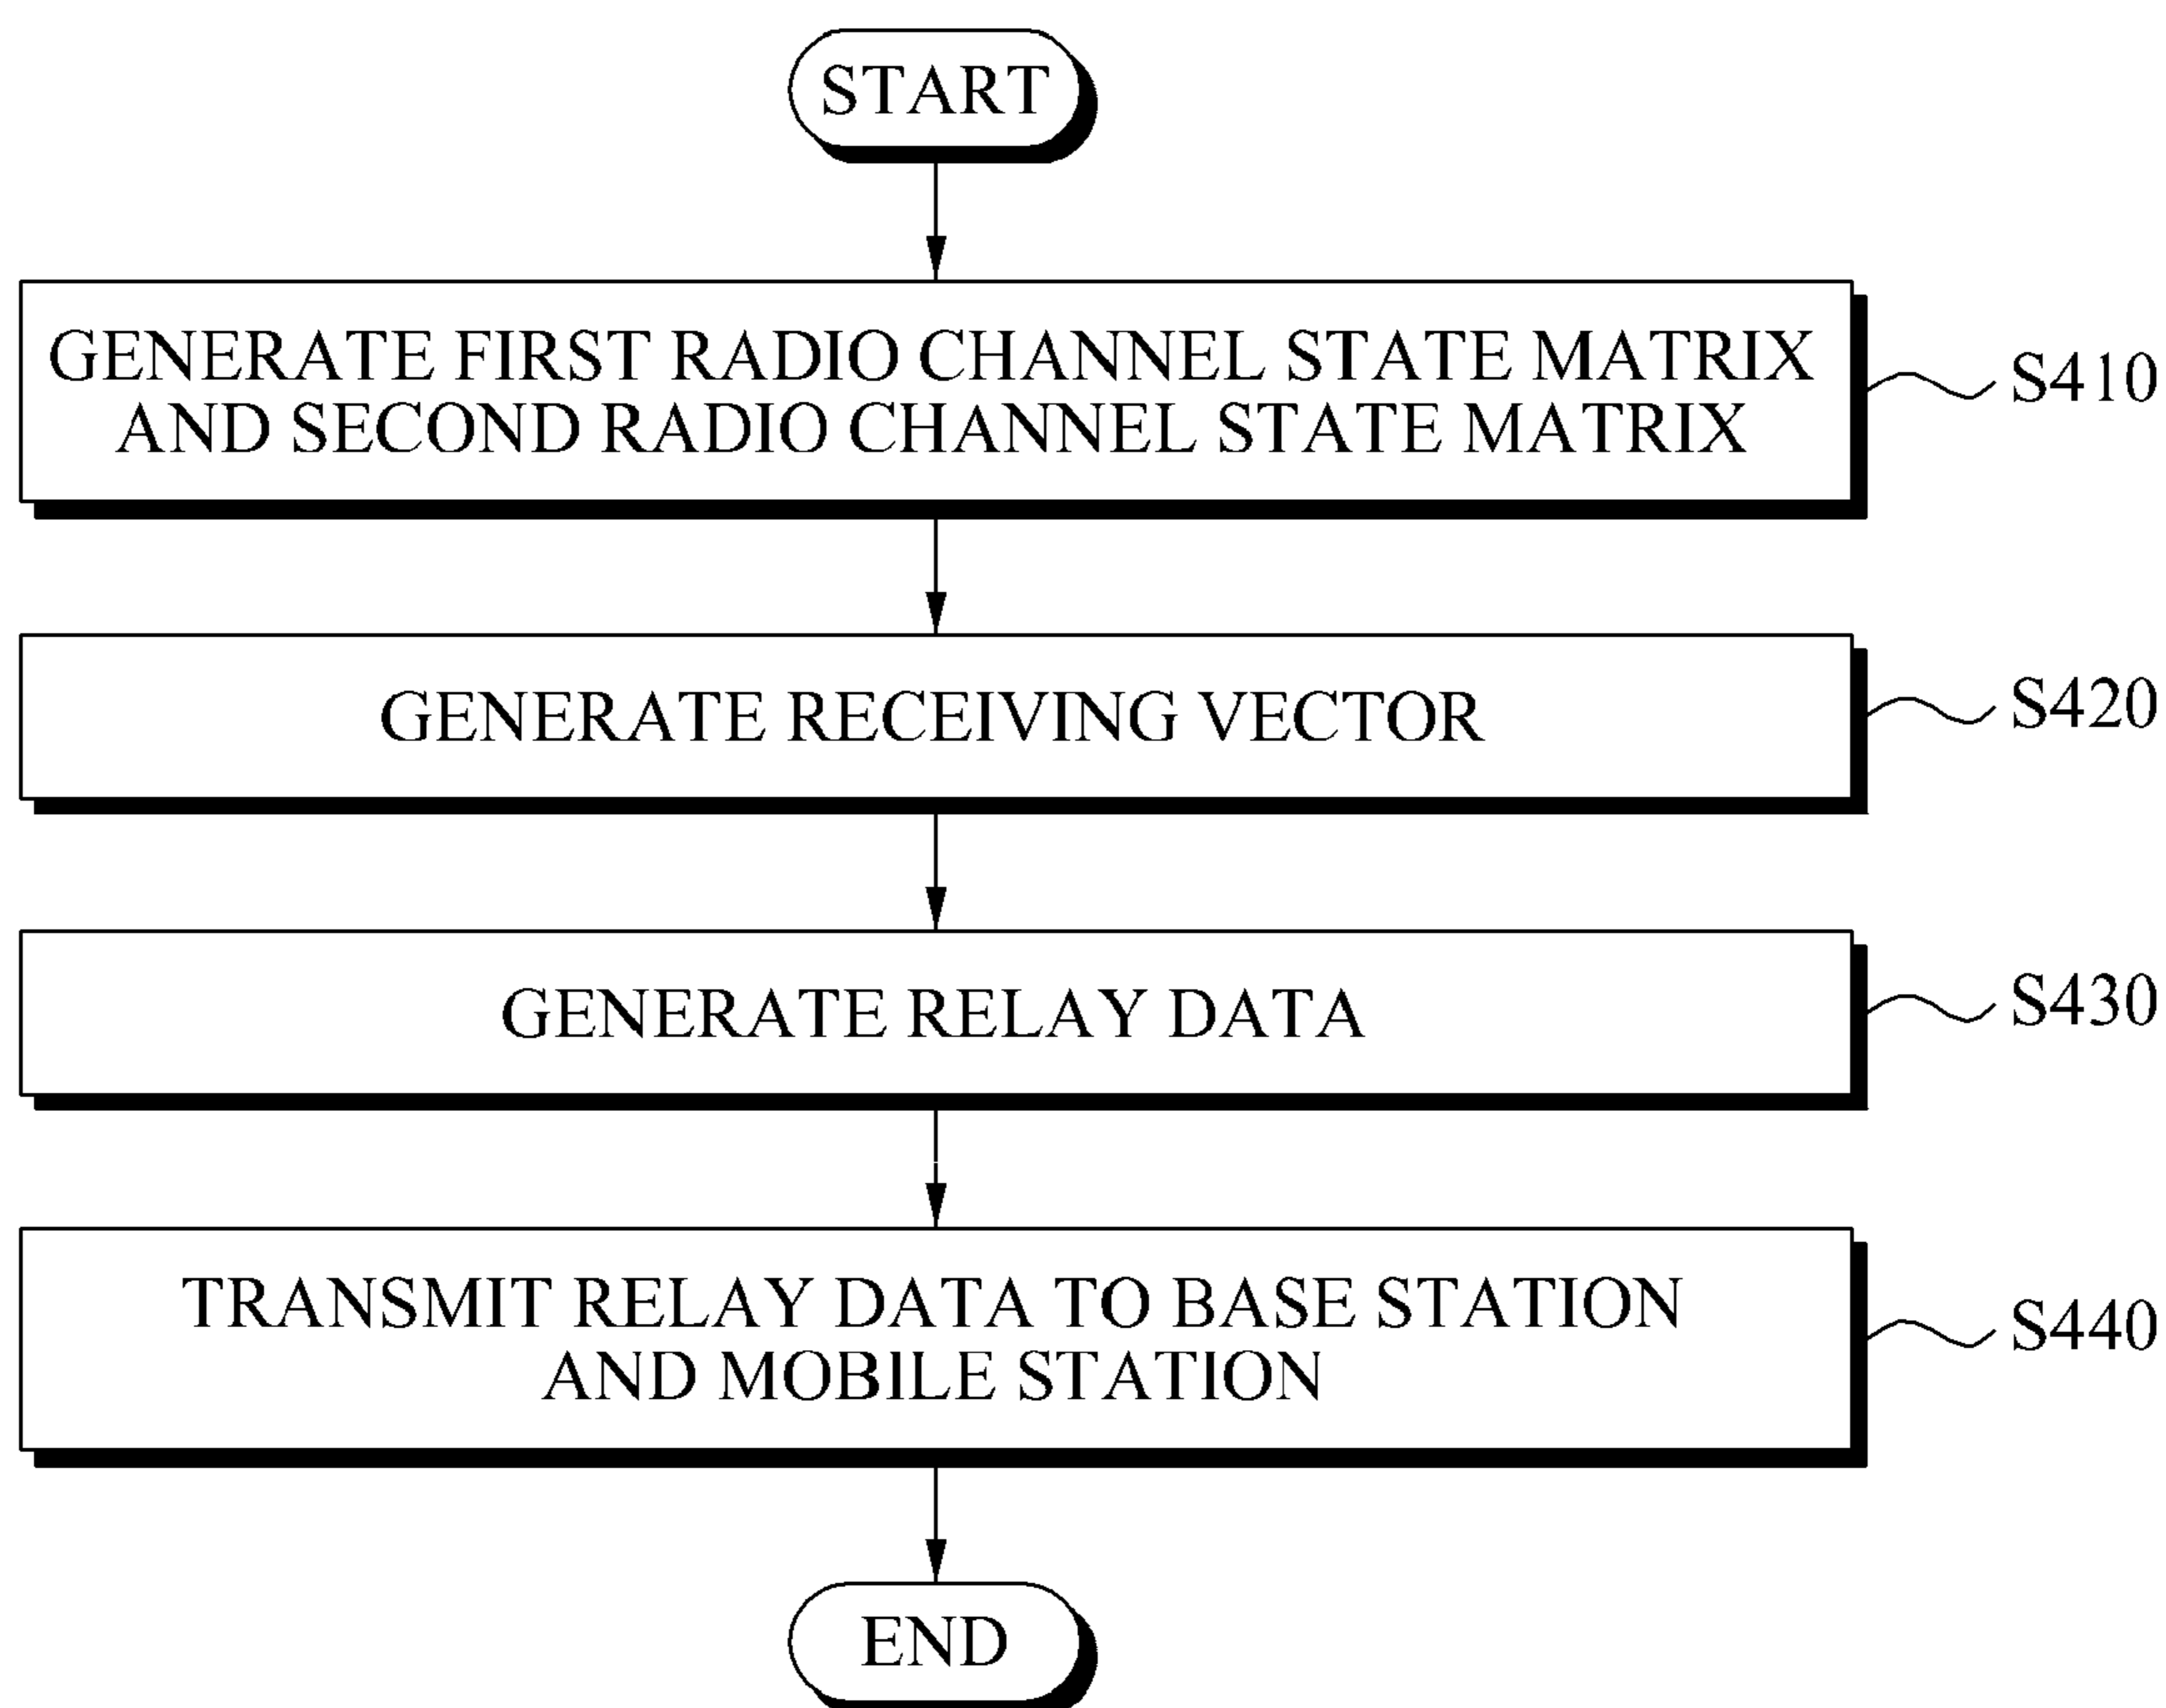 START
GENERATE FIRST RADIO CHANNEL STATE MATRIX
AND SECOND RADIO CHANNEL STATE MATRIX
S410
GENERATE RECEIVING VECTOR
S420
GENERATE RELAY DATA
S430
TRANSMIT RELAY DATA TO BASE STATION
AND MOBILE STATION
S440
END